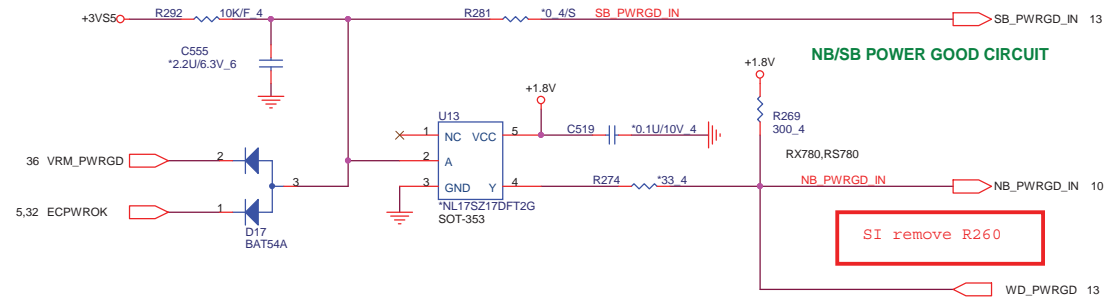 +3VS5
R292
10K/F_4
R281
*0_4/S
SB_PWRGD_IN
SB_PWRGD_IN 13
C555
*2.2U/6.3V_6
NB/SB POWER GOOD CIRCUIT
+1.8V
+1.8V
U13
C519
*0.1U/10V_4
R269
300_4
1 NC VCC 5
2 A
3 GND Y 4
*NL17SZ17DFT2G
SOT-353
36 VRM_PWRGD
2
3
5,32 ECPWROK
1
D17
BAT54A
R274
*33_4
RX780,RS780
NB_PWRGD_IN
NB_PWRGD_IN 10
SI remove R260
WD_PWRGD 13